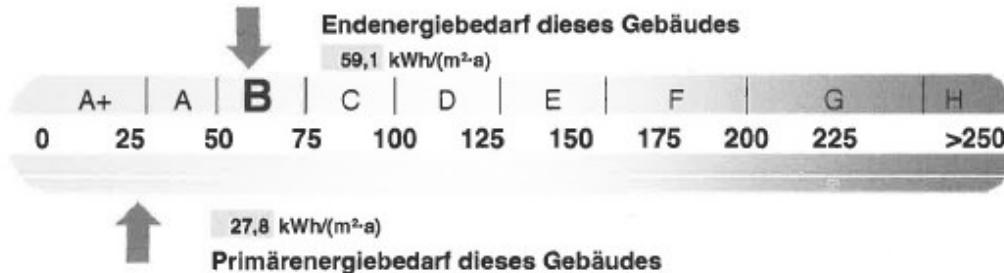 Endenergiebedarf dieses Gebäudes
59,1 kWh/(m²·a)
A+ A B C D E F G H
0 25 50 75 100 125 150 175 200 225 >250
27,8 kWh/(m²·a)
Primärenergiebedarf dieses Gebäudes